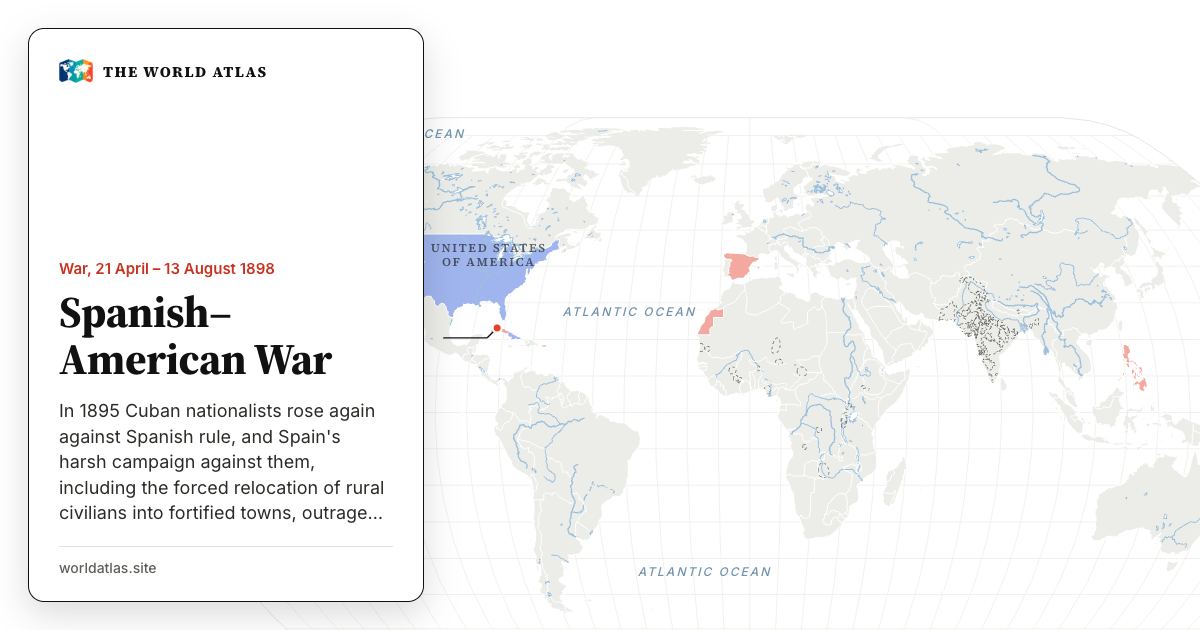 THE WORLD ATLAS
War, 21 April – 13 August 1898
Spanish–
American War
In 1895 Cuban nationalists rose again
against Spanish rule, and Spain's
harsh campaign against them,
including the forced relocation of rural
civilians into fortified towns, outrage...
worldatlas.site
CEAN
UNITED STATES
OF AMERICA
ATLANTIC OCEAN
ATLANTIC OCEAN